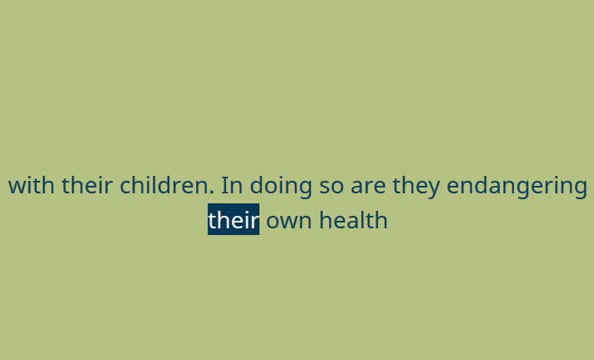 with their children. In doing so are they endangering
their own health